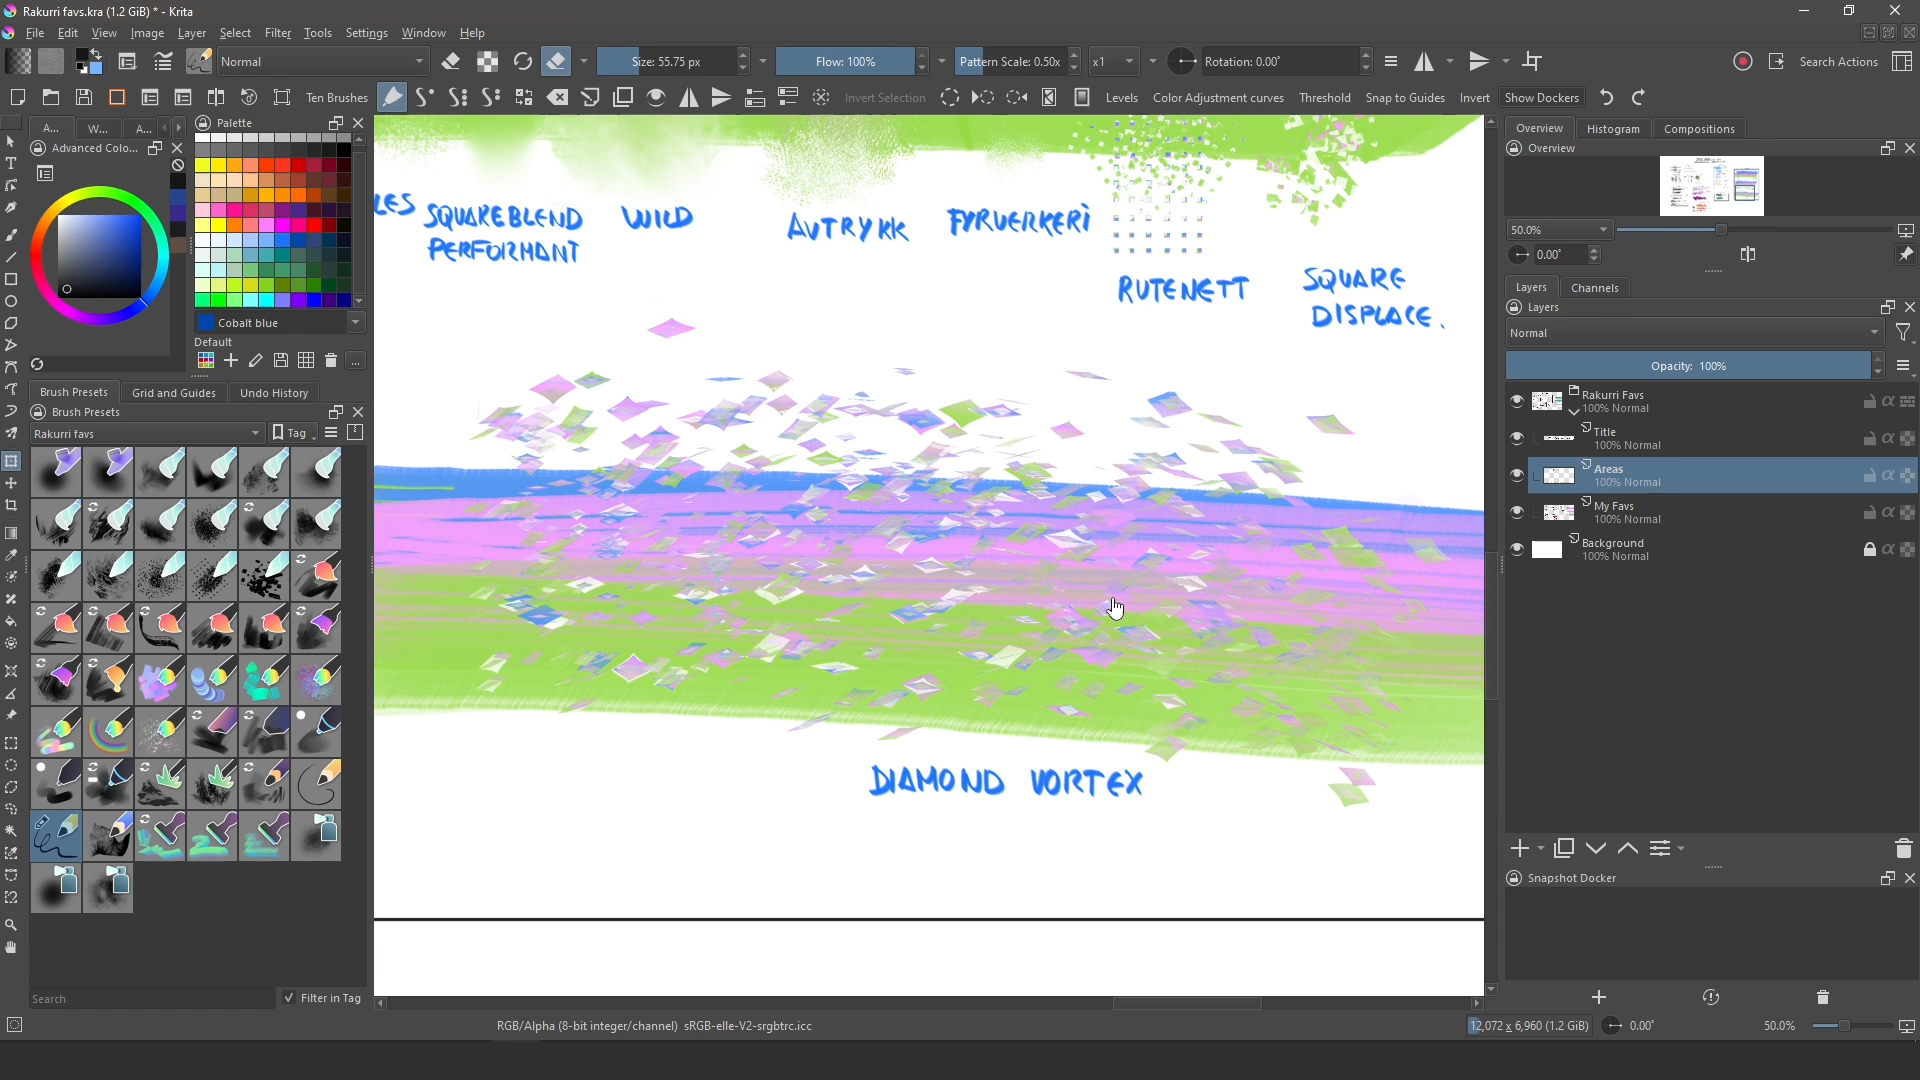 Rakurri favs.kra (1.2 GiB) * - Krita
File Edit View Image Layer Select Filter Tools Settings Window Help
Normal Size: 55.75 px Flow: 100% Pattern Scale: 0.50x x1 Rotation: 0.00° Search Actions
Ten Brushes Invert Selection Levels Color Adjustment curves Threshold Snap to Guides Invert Show Dockers
A... W... A... Palette Overview Histogram Compositions
Advanced Colo... Overview
LES SQUAREBLEND WILD AVTRYKK FYRVERKERI
PERFORMANT
50.0%
0.00°
RUTENETT SQUARE
DISPLACE.
Layers Channels
Layers
Cobalt blue
Normal
Default
Opacity: 100%
Brush Presets Grid and Guides Undo History
Rakurri Favs
100% Normal
Brush Presets
Rakurri favs Tag
Title
100% Normal
Areas
100% Normal
My Favs
100% Normal
Background
100% Normal
DIAMOND VORTEX
Snapshot Docker
Search Filter in Tag
RGB/Alpha (8-bit integer/channel) sRGB-elle-V2-srgbtrc.icc 12,072 x 6,960 (1.2 GiB) 0.00° 50.0%